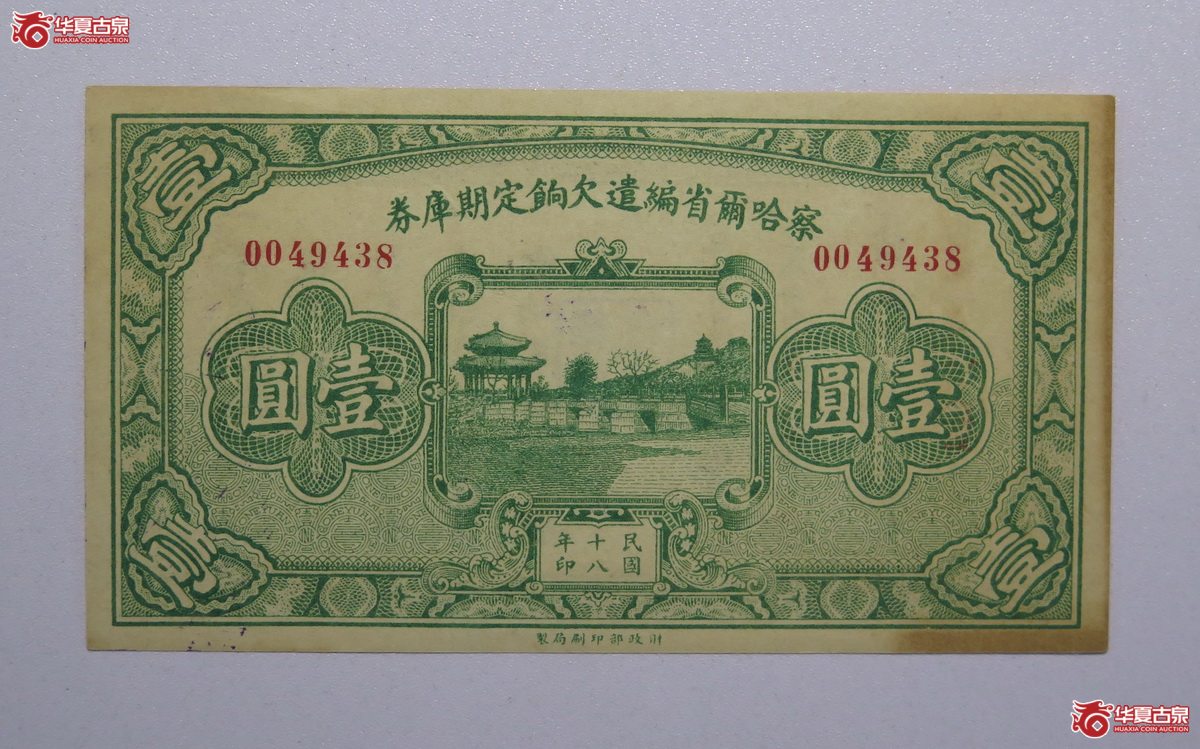 华夏古泉
HUAXIA COIN AUCTION
察哈爾省編遣欠餉定期庫券
0049438
0049438
壹
壹
壹圓
壹圓
民國
十八
年印
壹
壹
財政部印刷局製
华夏古泉
HUAXIA COIN AUCTION